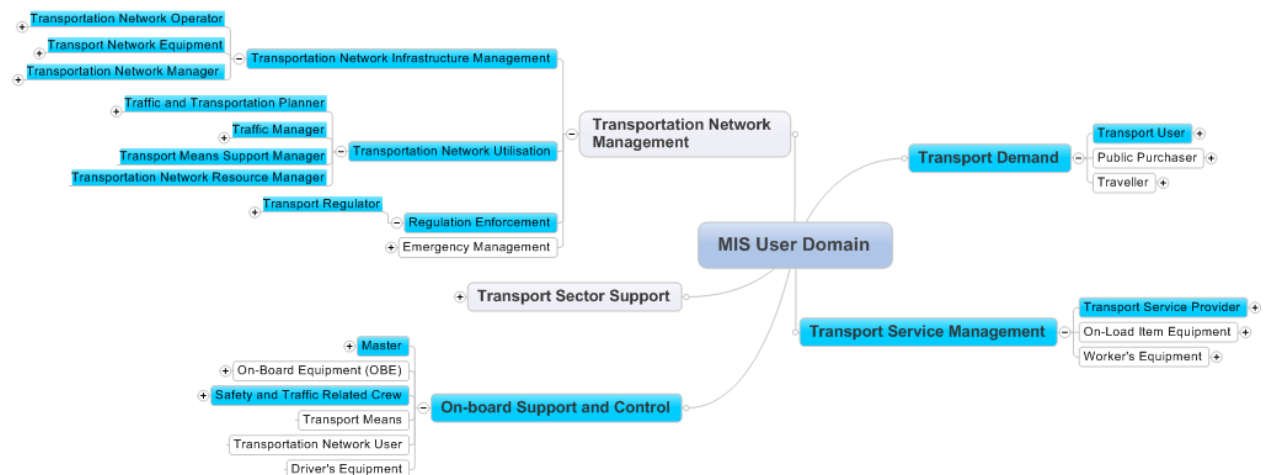 Transportation Network Operator
Transport Network Equipment
Transportation Network Manager
Transportation Network Infrastructure Management
Traffic and Transportation Planner
Traffic Manager
Transport Means Support Manager
Transportation Network Resource Manager
Transportation Network Utilisation
Transport Regulator
Regulation Enforcement
Emergency Management
Transportation Network
Management
Transport Sector Support
Master
On-Board Equipment (OBE)
Safety and Traffic Related Crew
Transport Means
Transportation Network User
Driver's Equipment
On-board Support and Control
MIS User Domain
Transport Demand
Transport User
Public Purchaser
Traveller
Transport Service Management
Transport Service Provider
On-Load Item Equipment
Worker's Equipment